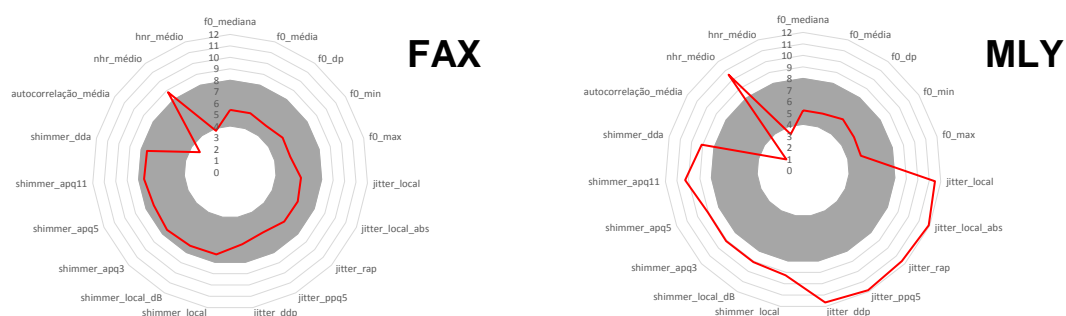 FAX
f0_mediana
f0_média
f0_dp
f0_min
f0_max
jitter_local
jitter_local_abs
jitter_rap
jitter_ppq5
jitter_ddp
shimmer_local
shimmer_local_dB
shimmer_apq3
shimmer_apq5
shimmer_apq11
shimmer_dda
autocorrelação_média
nhr_médio
hnr_médio
12
11
10
9
8
7
6
5
4
3
2
1
0
MLY
f0_mediana
f0_média
f0_dp
f0_min
f0_max
jitter_local
jitter_local_abs
jitter_rap
jitter_ppq5
jitter_ddp
shimmer_local
shimmer_local_dB
shimmer_apq3
shimmer_apq5
shimmer_apq11
shimmer_dda
autocorrelação_média
nhr_médio
hnr_médio
12
11
10
9
8
7
6
5
4
3
2
1
0